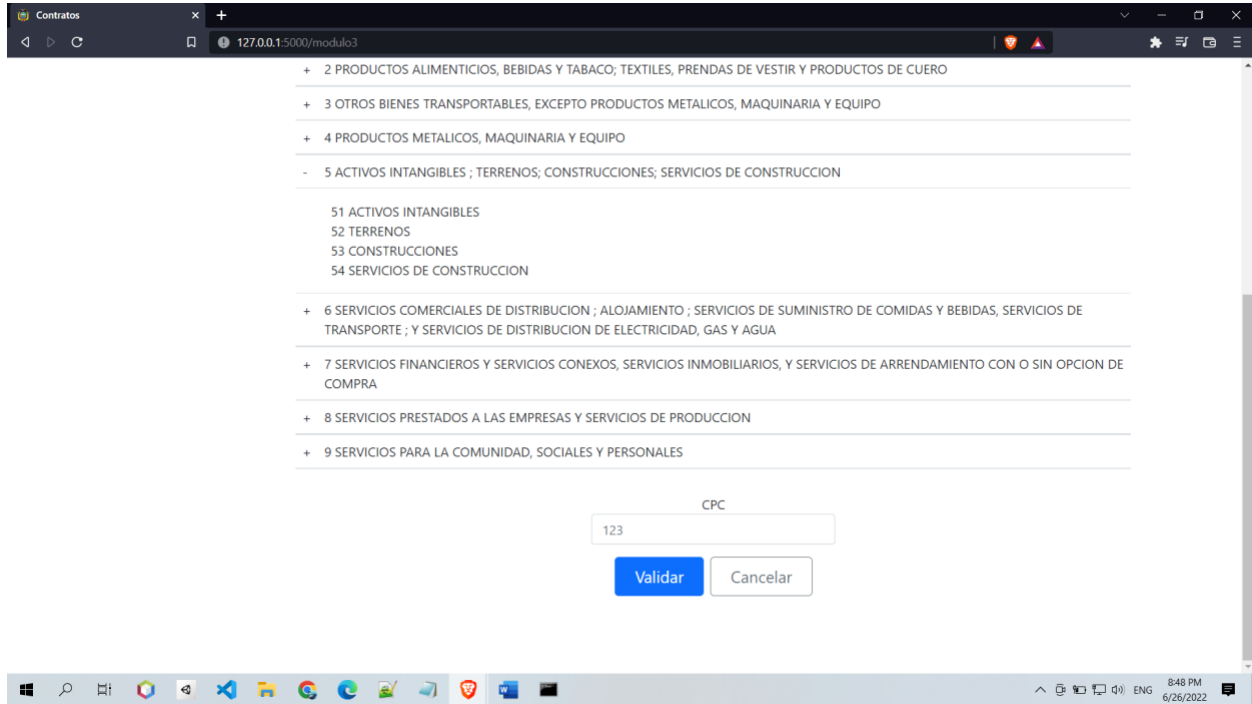 Contratos
127.0.0.1:5000/modulo3
+ 2 PRODUCTOS ALIMENTICIOS, BEBIDAS Y TABACO; TEXTILES, PRENDAS DE VESTIR Y PRODUCTOS DE CUERO
+ 3 OTROS BIENES TRANSPORTABLES, EXCEPTO PRODUCTOS METALICOS, MAQUINARIA Y EQUIPO
+ 4 PRODUCTOS METALICOS, MAQUINARIA Y EQUIPO
- 5 ACTIVOS INTANGIBLES ; TERRENOS; CONSTRUCCIONES; SERVICIOS DE CONSTRUCCION
51 ACTIVOS INTANGIBLES
52 TERRENOS
53 CONSTRUCCIONES
54 SERVICIOS DE CONSTRUCCION
+ 6 SERVICIOS COMERCIALES DE DISTRIBUCION ; ALOJAMIENTO ; SERVICIOS DE SUMINISTRO DE COMIDAS Y BEBIDAS, SERVICIOS DE
TRANSPORTE ; Y SERVICIOS DE DISTRIBUCION DE ELECTRICIDAD, GAS Y AGUA
+ 7 SERVICIOS FINANCIEROS Y SERVICIOS CONEXOS, SERVICIOS INMOBILIARIOS, Y SERVICIOS DE ARRENDAMIENTO CON O SIN OPCION DE
COMPRA
+ 8 SERVICIOS PRESTADOS A LAS EMPRESAS Y SERVICIOS DE PRODUCCION
+ 9 SERVICIOS PARA LA COMUNIDAD, SOCIALES Y PERSONALES
CPC
123
Validar Cancelar
ENG 8:48 PM
6/26/2022